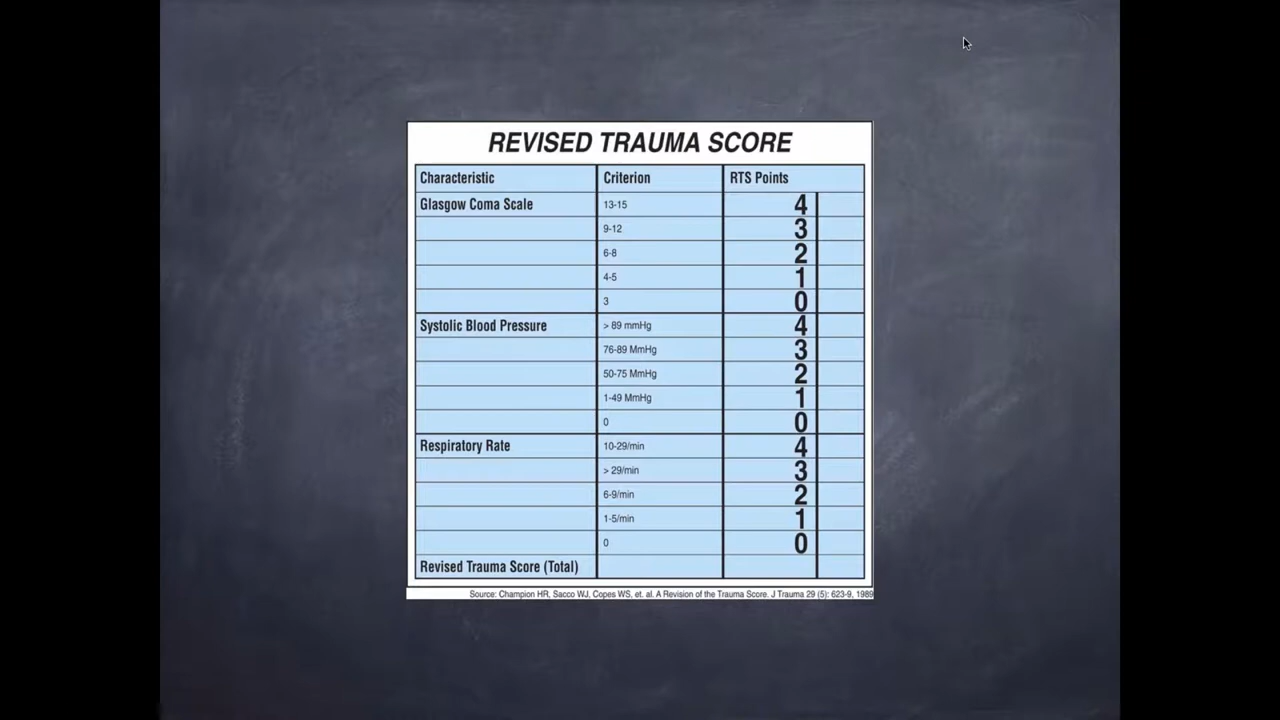 REVISED TRAUMA SCORE
Characteristic Criterion RTS Points
Glasgow Coma Scale 13-15 4
9-12 3
6-8 2
4-5 1
3 0
Systolic Blood Pressure > 89 mmHg 4
76-89 MmHg 3
50-75 MmHg 2
1-49 MmHg 1
0 0
Respiratory Rate 10-29/min 4
> 29/min 3
6-9/min 2
1-5/min 1
0 0
Revised Trauma Score (Total)
Source: Champion HR, Sacco WJ, Copes WS, et. al. A Revision of the Trauma Score. J Trauma 29 (5): 623-9, 1989